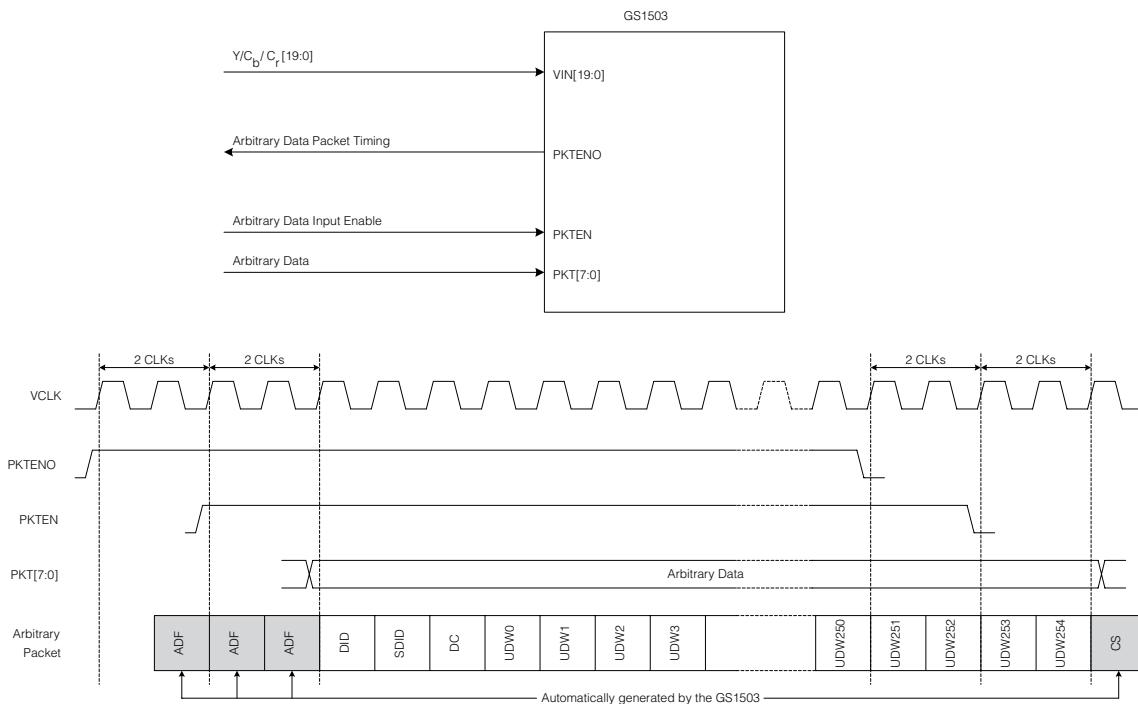 GS1503
Y/Cb/Cr [19:0]
VIN[19:0]
Arbitrary Data Packet Timing
PKTENO
Arbitrary Data Input Enable
PKTEN
Arbitrary Data
PKT[7:0]
2 CLKs
2 CLKs
2 CLKs
2 CLKs
VCLK
PKTENO
PKTEN
PKT[7:0]
Arbitrary Data
Arbitrary
Packet
ADF
ADF
ADF
DID
SDID
DC
UDW0
UDW1
UDW2
UDW3
UDW250
UDW251
UDW252
UDW253
UDW254
CS
Automatically generated by the GS1503